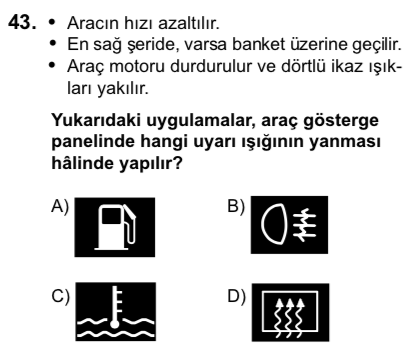 43. • Aracın hızı azaltılır.
• En sağ şeride, varsa banket üzerine geçilir.
• Araç motoru durdurulur ve dörtlü ikaz ışık-
ları yakılır.
Yukarıdaki uygulamalar, araç gösterge
panelinde hangi uyarı ışığının yanması
hâlinde yapılır?
A) B)
C) D)